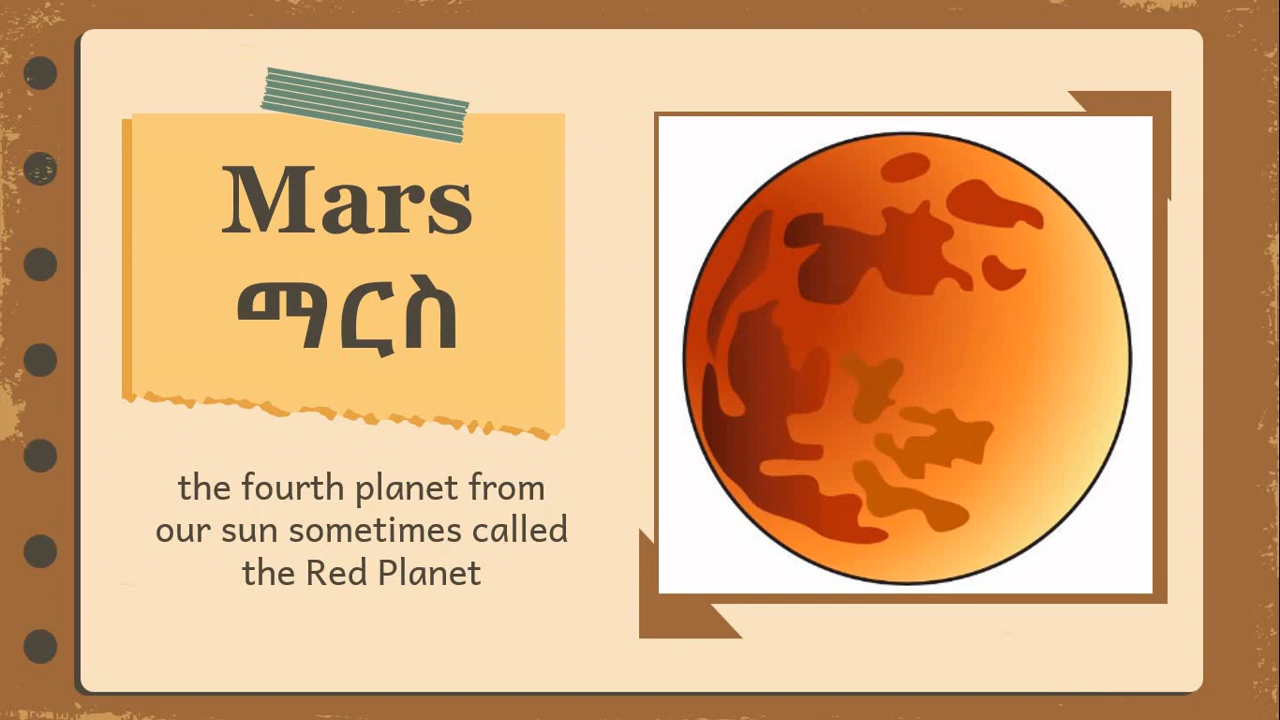 Mars
ማርስ
the fourth planet from
our sun sometimes called
the Red Planet